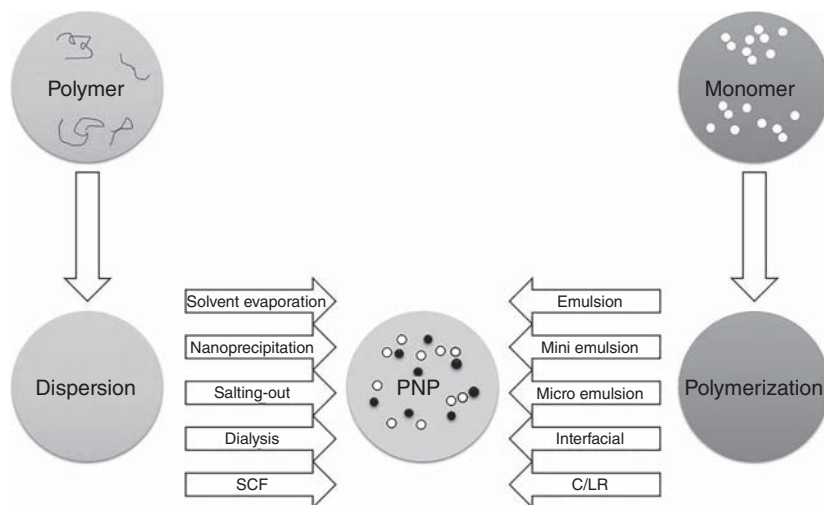 Polymer
Monomer
Solvent evaporation
Emulsion
Nanoprecipitation
Mini emulsion
Dispersion
Salting-out
PNP
Micro emulsion
Polymerization
Dialysis
Interfacial
SCF
C/LR